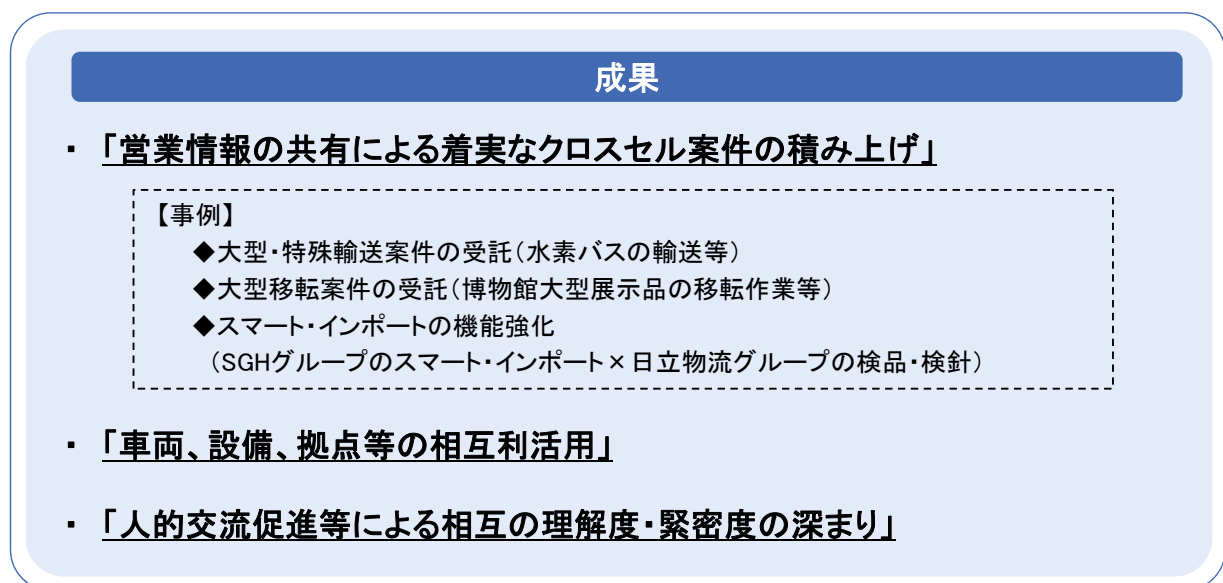 成果
・「営業情報の共有による着実なクロスセル案件の積み上げ」
【事例】
◆大型・特殊輸送案件の受託（水素バスの輸送等）
◆大型移転案件の受託（博物館大型展示品の移転作業等）
◆スマート・インポートの機能強化
（SGHグループのスマート・インポート×日立物流グループの検品・検針）
・「車両、設備、拠点等の相互利活用」
・「人的交流促進等による相互の理解度・緊密度の深まり」